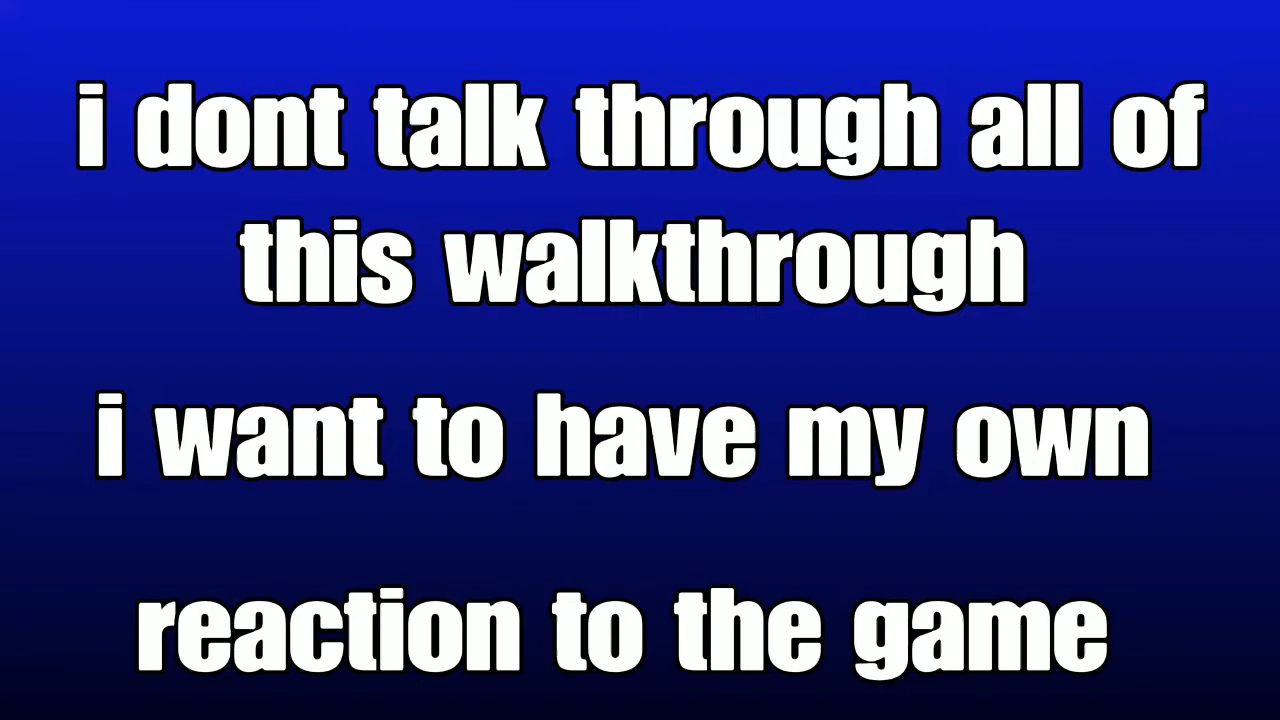 i dont talk through all of
this walkthrough
i want to have my own
reaction to the game